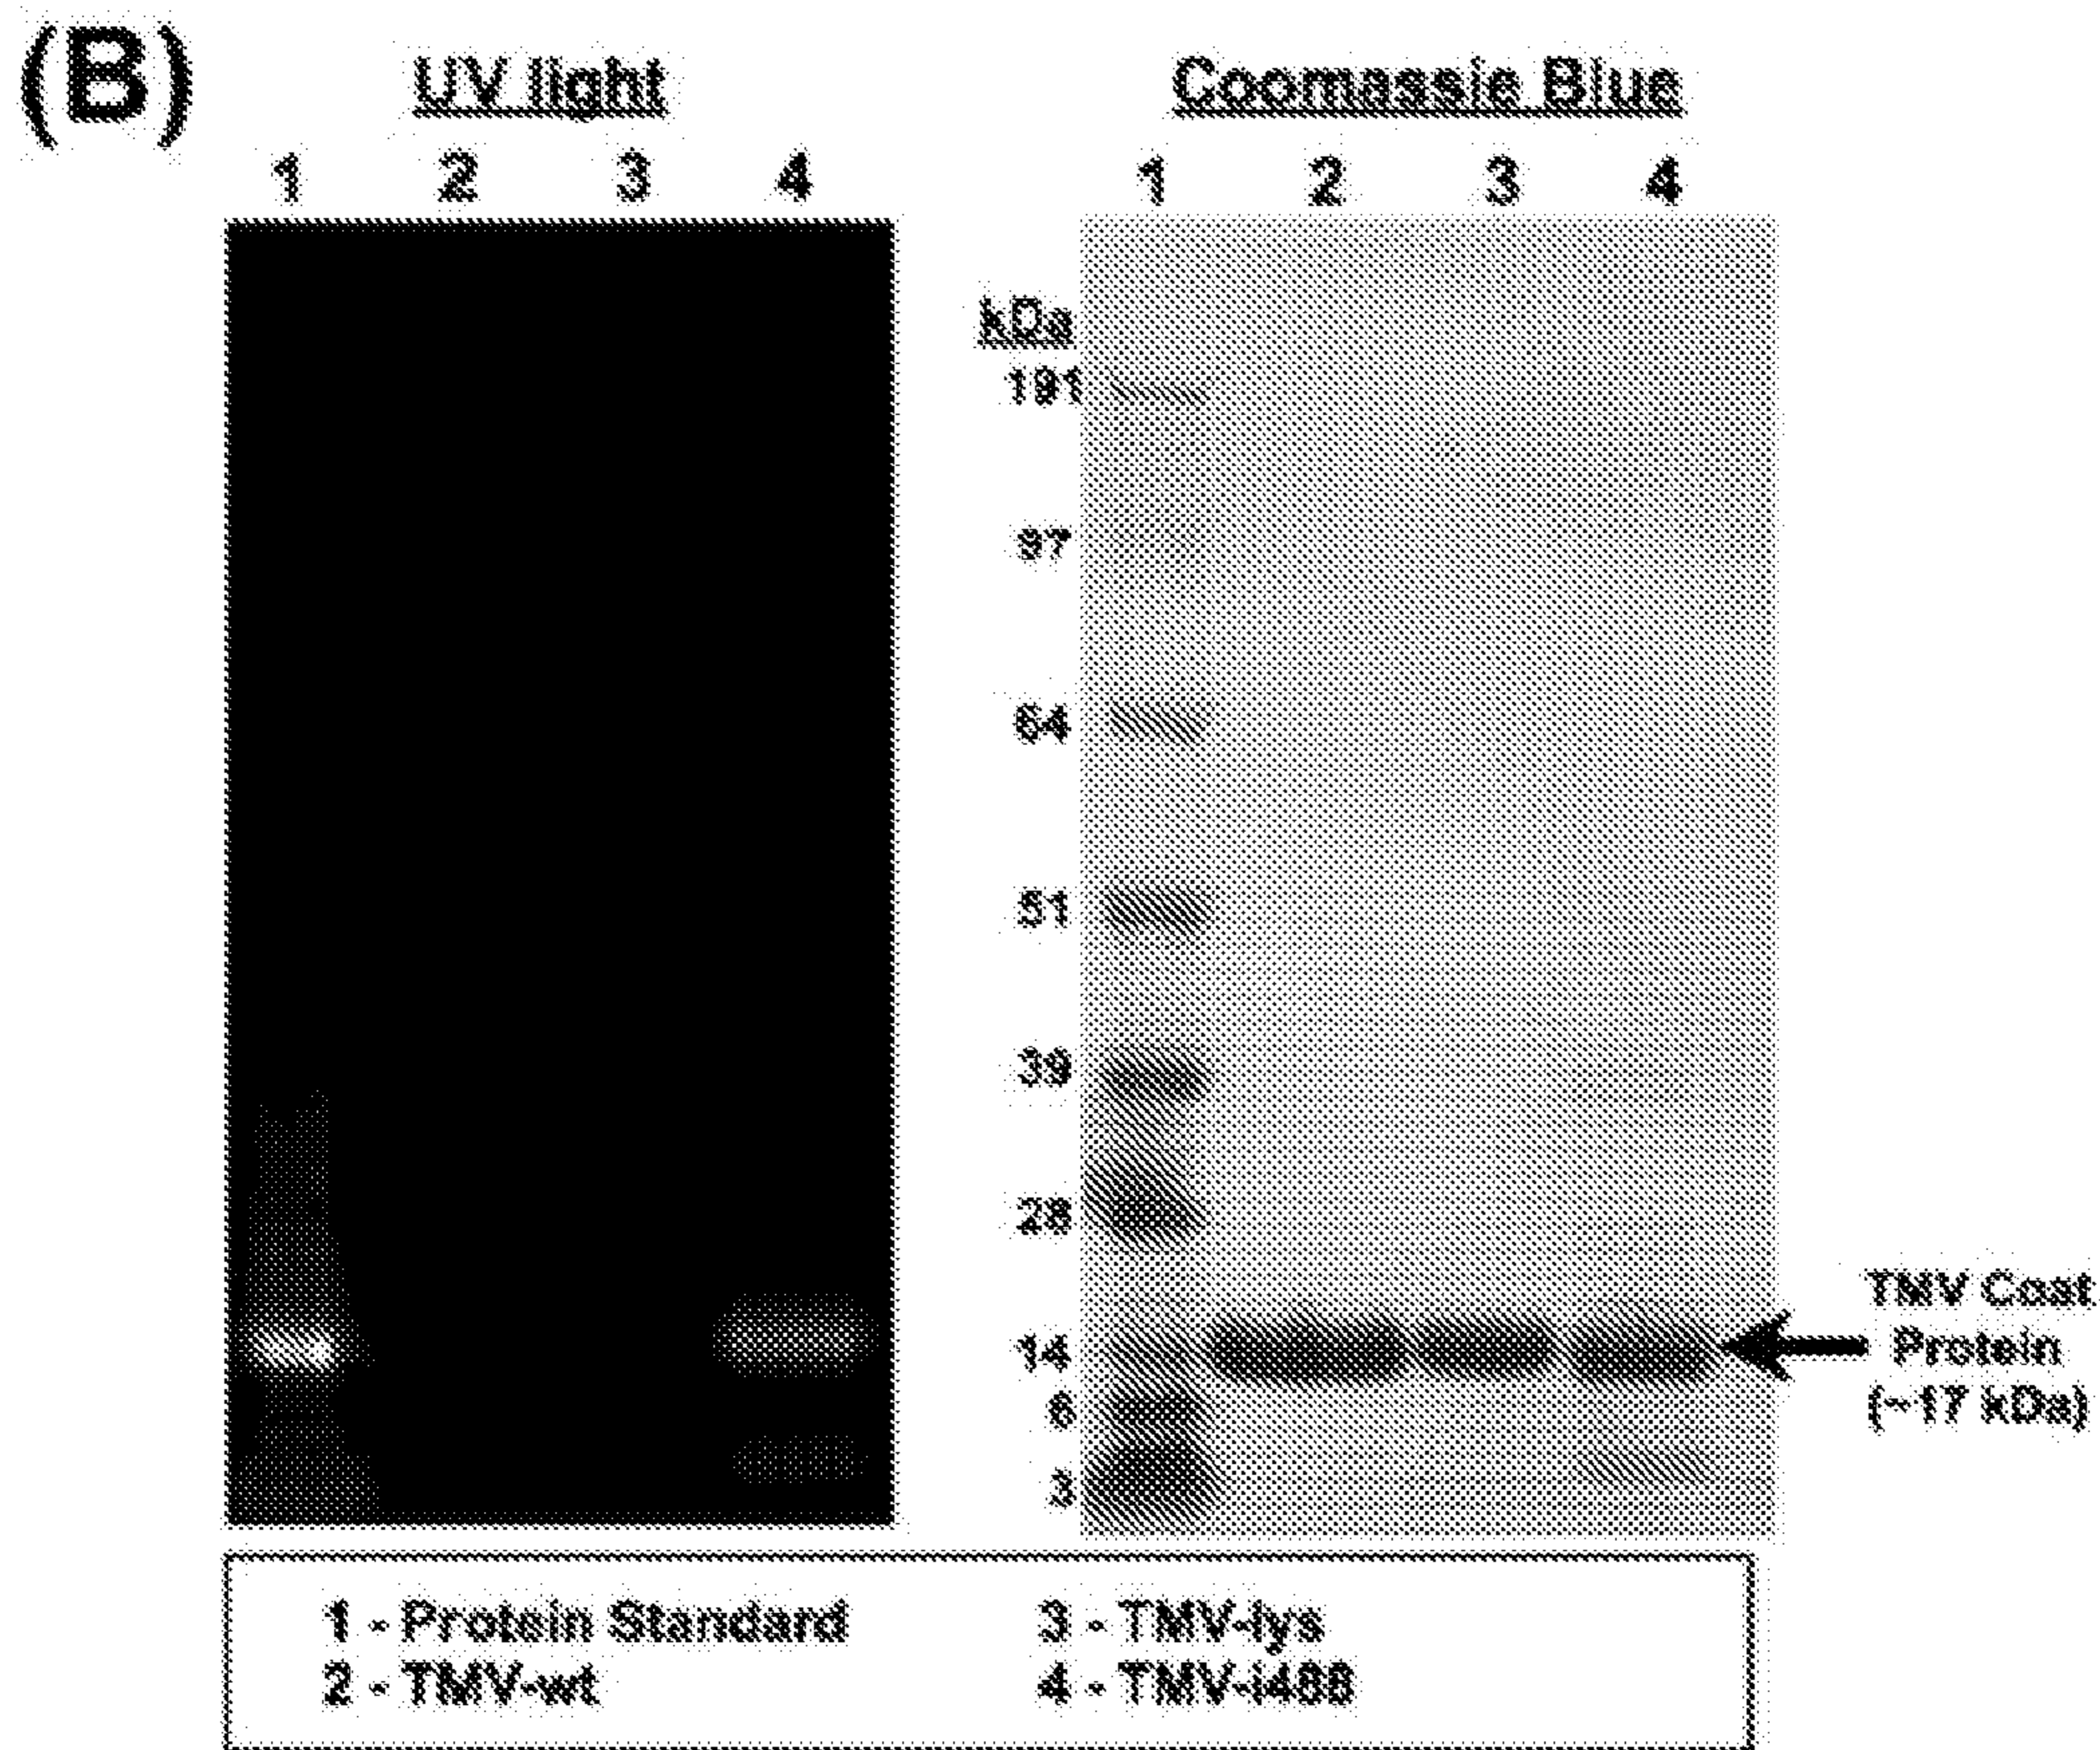 (B)
UV light
Coomassie Blue
1 2 3 4
1 2 3 4
kDa
191
97
64
51
39
28
14
6
3
TMV Coat
Protein
(~17 kDa)
1 - Protein Standard
2 - TMV-wt
3 - TMV-lys
4 - TMV-i488